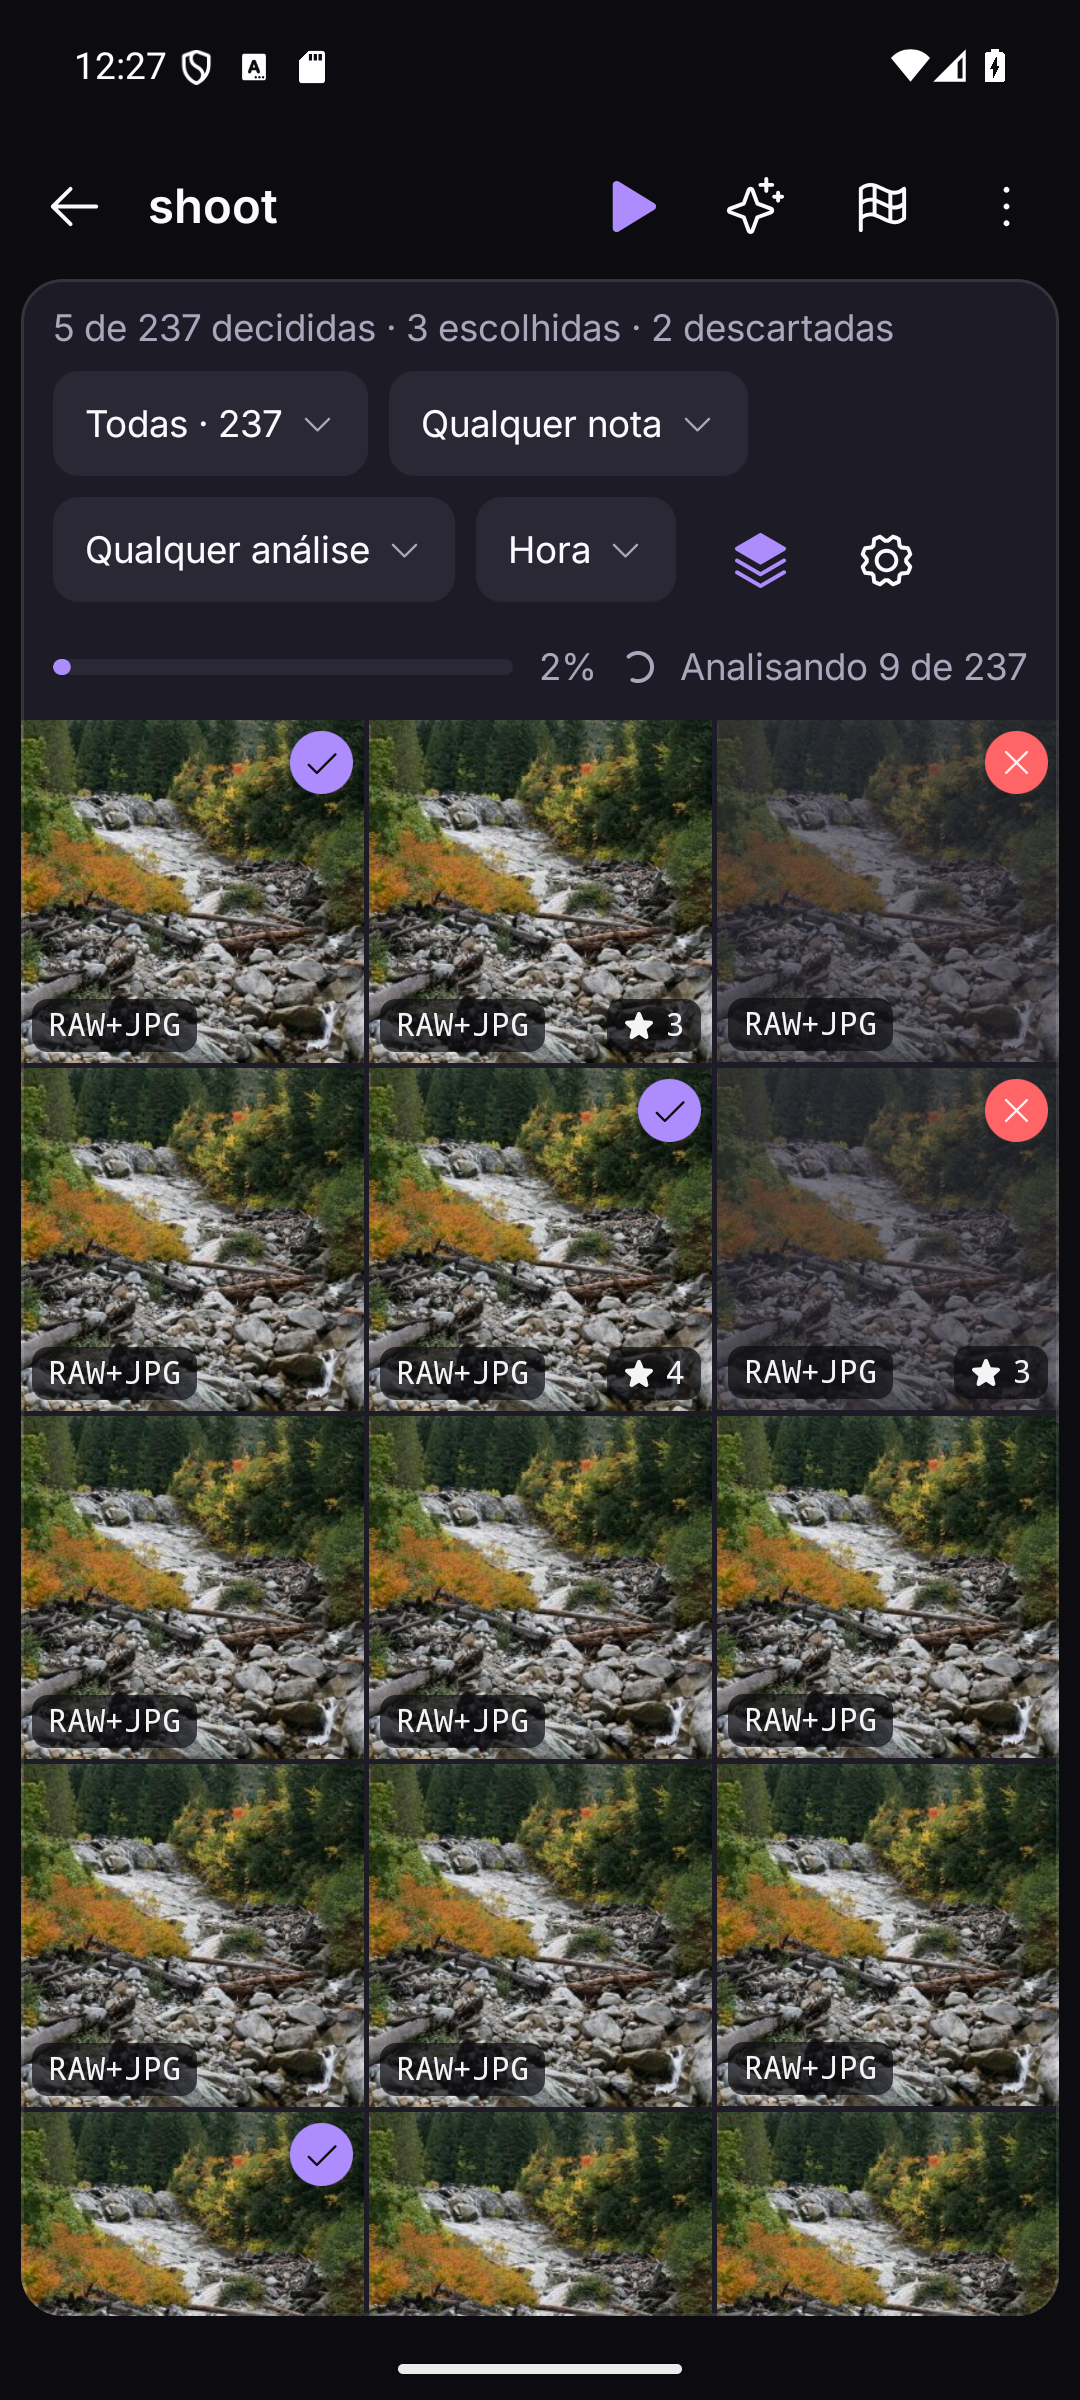 12:27
shoot
5 de 237 decididas · 3 escolhidas · 2 descartadas
Todas · 237
Qualquer nota
Qualquer análise
Hora
2%
Analisando 9 de 237
RAW+JPG
RAW+JPG
3
RAW+JPG
RAW+JPG
RAW+JPG
4
RAW+JPG
3
RAW+JPG
RAW+JPG
RAW+JPG
RAW+JPG
RAW+JPG
RAW+JPG